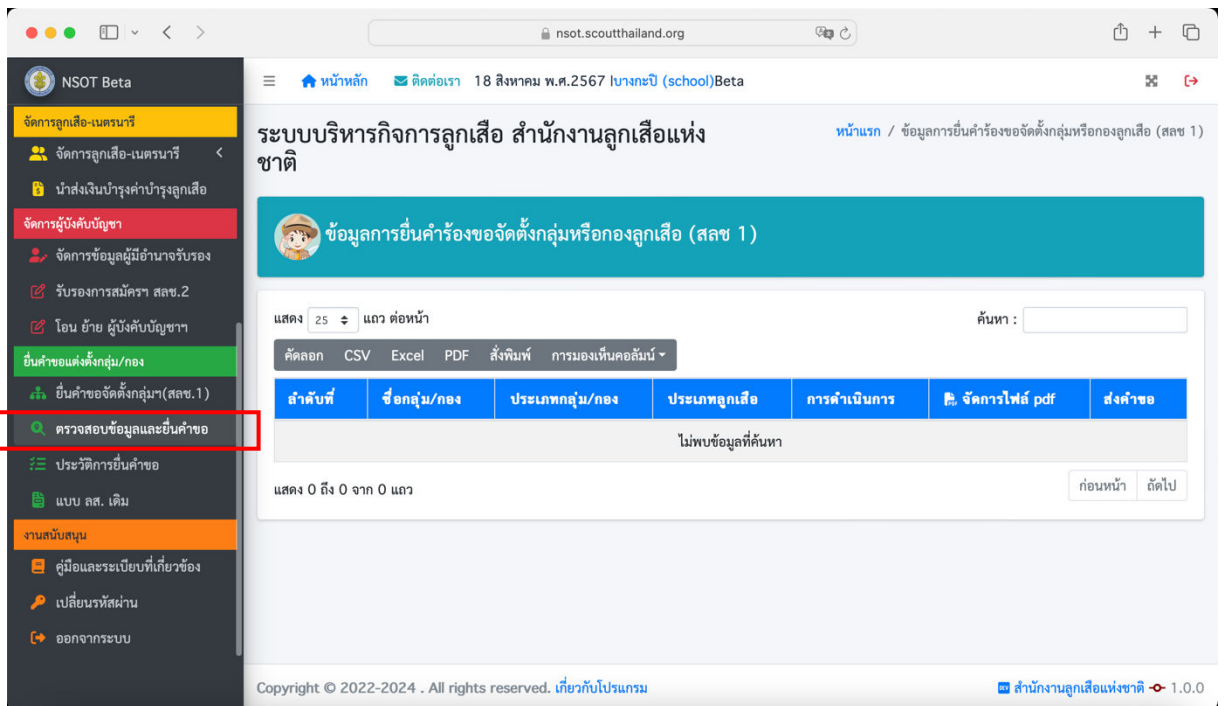 nsot.scoutthailand.org
NSOT Beta
หน้าหลัก ติดต่อเรา 18 สิงหาคม พ.ศ.2567 |บางกะปิ (school)Beta
จัดการลูกเสือ-เนตรนารี
จัดการลูกเสือ-เนตรนารี
นำส่งเงินบำรุงค่าบำรุงลูกเสือ
จัดการผู้บังคับบัญชา
จัดการข้อมูลผู้มีอำนาจรับรอง
รับรองการสมัครฯ สลช.2
โอน ย้าย ผู้บังคับบัญชาฯ
ยื่นคำขอแต่งตั้งกลุ่ม/กอง
ยื่นคำขอจัดตั้งกลุ่มฯ(สลช.1)
ตรวจสอบข้อมูลและยื่นคำขอ
ประวัติการยื่นคำขอ
แบบ ลส. เดิม
งานสนับสนุน
คู่มือและระเบียบที่เกี่ยวข้อง
เปลี่ยนรหัสผ่าน
ออกจากระบบ
ระบบบริหารกิจการลูกเสือ สำนักงานลูกเสือแห่ง
ชาติ
หน้าแรก / ข้อมูลการยื่นคำร้องขอจัดตั้งกลุ่มหรือกองลูกเสือ (สลช 1)
ข้อมูลการยื่นคำร้องขอจัดตั้งกลุ่มหรือกองลูกเสือ (สลช 1)
แสดง 25 แถว ต่อหน้า ค้นหา :
คัดลอก CSV Excel PDF สั่งพิมพ์ การมองเห็นคอลัมน์
ลำดับที่ ชื่อกลุ่ม/กอง ประเภทกลุ่ม/กอง ประเภทลูกเสือ การดำเนินการ จัดการไฟล์ pdf ส่งคำขอ
ไม่พบข้อมูลที่ค้นหา
แสดง 0 ถึง 0 จาก 0 แถว ก่อนหน้า ถัดไป
Copyright © 2022-2024 . All rights reserved. เกี่ยวกับโปรแกรม สำนักงานลูกเสือแห่งชาติ 1.0.0